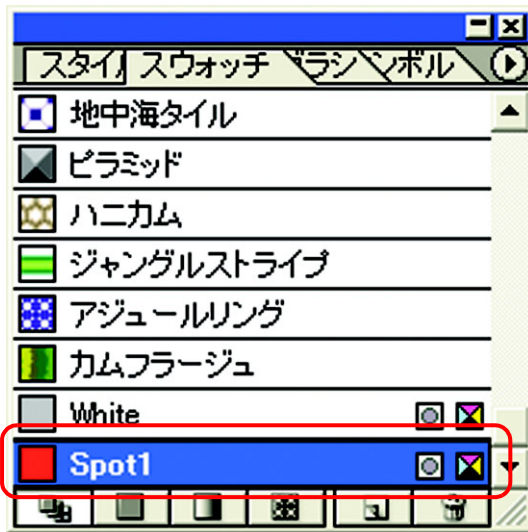 スタイル スウォッチ ブラシ シンボル
地中海タイル
ピラミッド
ハニカム
ジャングルストライプ
アジュールリング
カムフラージュ
White
Spot1